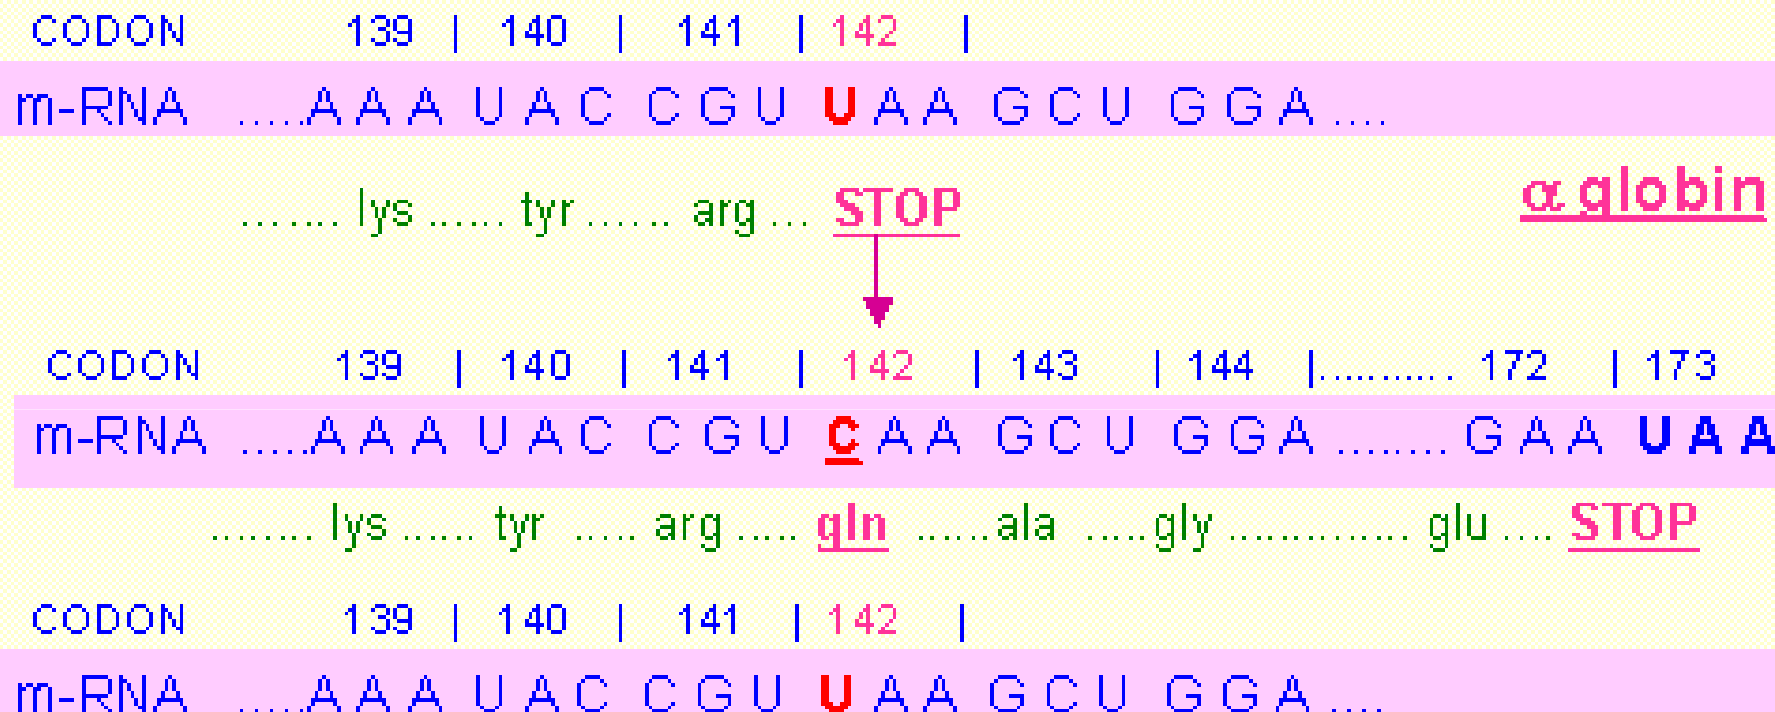 CODON 139 | 140 | 141 | 142 |
m-RNA .....A A A U A C C G U U A A G C U G G A ....
α globin
....... lys ...... tyr ...... arg ... STOP
CODON 139 | 140 | 141 | 142 | 143 | 144 |.......... 172 | 173
m-RNA .....A A A U A C C G U C A A G C U G G A ........ G A A U A A
........ lys ...... tyr ..... arg ..... gln ......ala .....gly .............. glu .... STOP
CODON 139 | 140 | 141 | 142 |
m-RNA .....A A A U A C C G U U A A G C U G G A ....